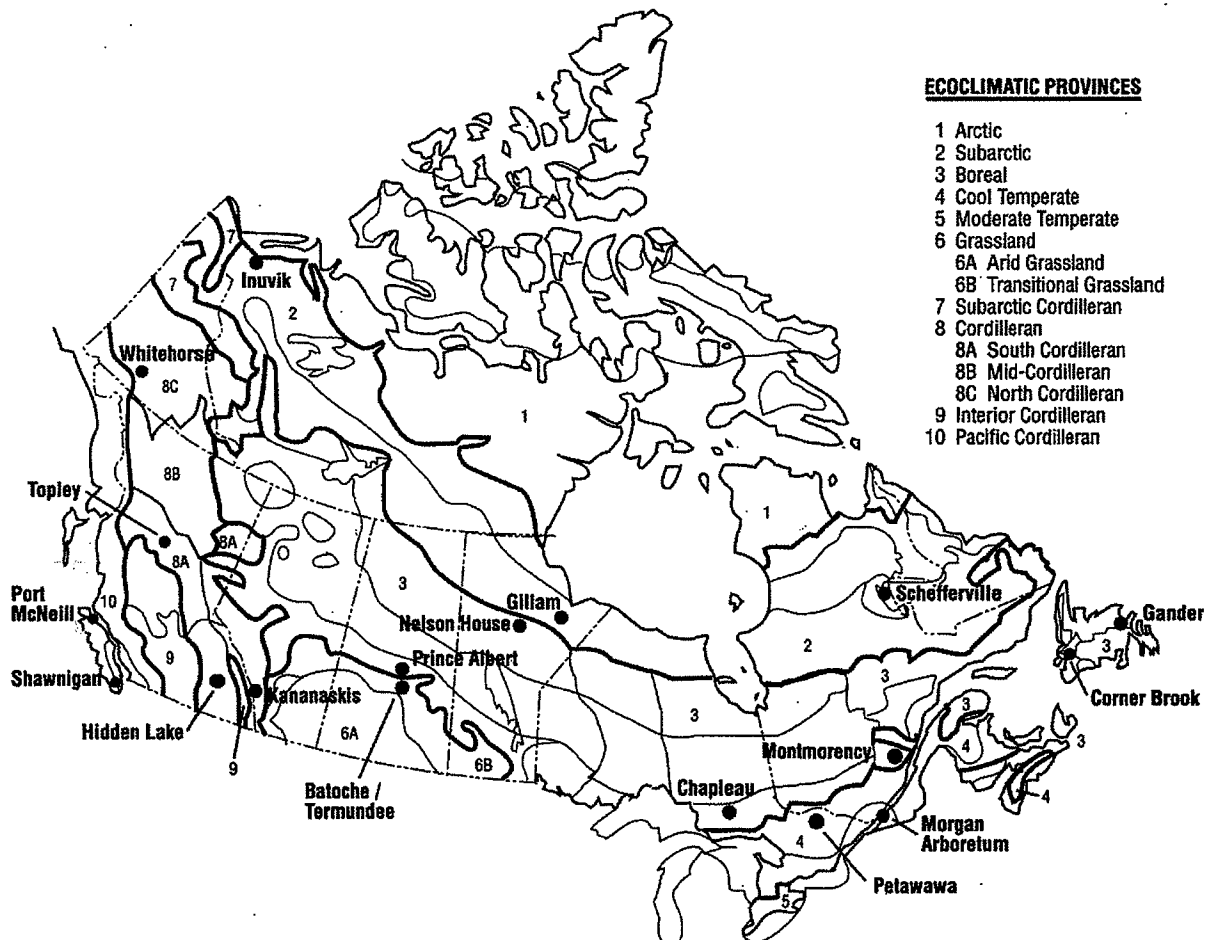 ECOCLIMATIC PROVINCES
1 Arctic
2 Subarctic
3 Boreal
4 Cool Temperate
5 Moderate Temperate
6 Grassland
6A Arid Grassland
6B Transitional Grassland
7 Subarctic Cordilleran
8 Cordilleran
8A South Cordilleran
8B Mid-Cordilleran
8C North Cordilleran
9 Interior Cordilleran
10 Pacific Cordilleran
7
Inuvik
7
2
Whitehorse
8C
1
8B
Topley
1
8A
8A
3
Port
McNeill
10
Gillam
Nelson House
Schefferville
Gander
3
2
Prince Albert
9
Shawnigan
Kananaskis
3
Corner Brook
3
3
Hidden Lake
6A
4
3
Montmorency
9
6B
Batoche /
Termundee
Chapleau
4
Morgan
Arboretum
4
Petawawa
5